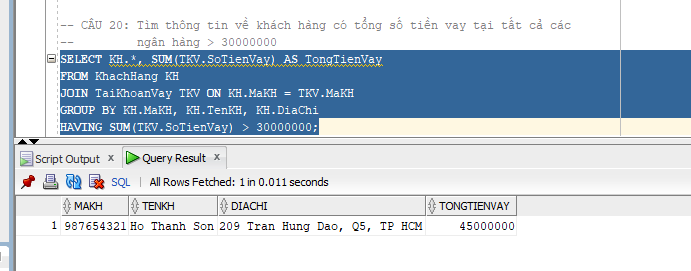 -- CÂU 20: Tìm thông tin về khách hàng có tổng số tiền vay tại tất cả các
-- ngân hàng > 30000000
SELECT KH.*, SUM(TKV.SoTienVay) AS TongTienVay
FROM KhachHang KH
JOIN TaiKhoanVay TKV ON KH.MaKH = TKV.MaKH
GROUP BY KH.MaKH, KH.TenKH, KH.DiaChi
HAVING SUM(TKV.SoTienVay) > 30000000;
Script Output x Query Result x
SQL | All Rows Fetched: 1 in 0.011 seconds
MAKH TENKH DIACHI TONGTIENVAY
1 987654321 Ho Thanh Son 209 Tran Hung Dao, Q5, TP HCM 45000000